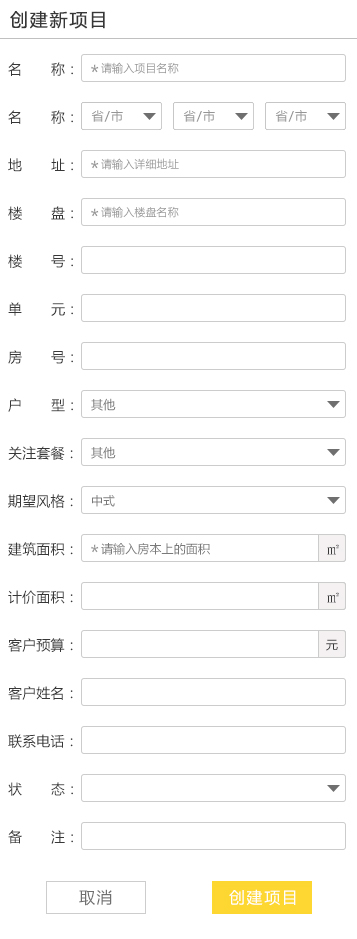 创建新项目
名 称： *请输入项目名称
名 称： 省/市 省/市 省/市
地 址： *请输入详细地址
楼 盘： *请输入楼盘名称
楼 号：
单 元：
房 号：
户 型： 其他
关注套餐： 其他
期望风格： 中式
建筑面积： *请输入房本上的面积 ㎡
计价面积： ㎡
客户预算： 元
客户姓名：
联系电话：
状 态：
备 注：
取消 创建项目